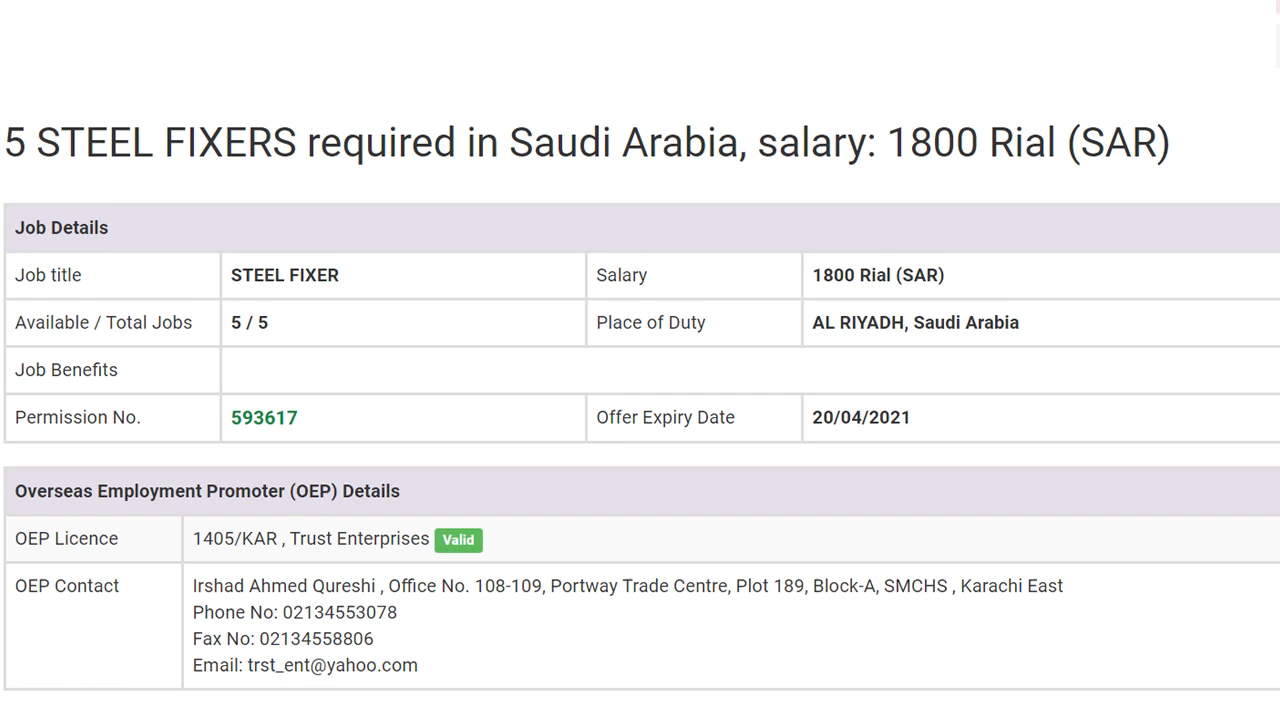 5 STEEL FIXERS required in Saudi Arabia, salary: 1800 Rial (SAR)
Job Details
Job title STEEL FIXER Salary 1800 Rial (SAR)
Available / Total Jobs 5 / 5 Place of Duty AL RIYADH, Saudi Arabia
Job Benefits
Permission No. 593617 Offer Expiry Date 20/04/2021
Overseas Employment Promoter (OEP) Details
OEP Licence 1405/KAR , Trust Enterprises Valid
OEP Contact Irshad Ahmed Qureshi , Office No. 108-109, Portway Trade Centre, Plot 189, Block-A, SMCHS , Karachi East
Phone No: 02134553078
Fax No: 02134558806
Email: trst_ent@yahoo.com